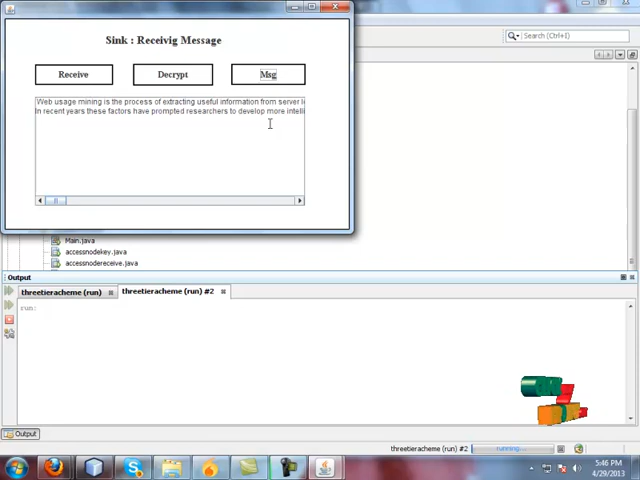 Sink : Receivig Message
Receive
Decrypt
Msg
Search (Ctrl+I)
Web usage mining is the process of extracting useful information from server l
In recent years these factors have prompted researchers to develop more intelli
Main.java
accessnodekey.java
accessnodereceive.java
Output
threetieracheme (run)
threetieracheme (run) #2
run:
Output
threetieracheme (run) #2
running...
5:46 PM
4/29/2013